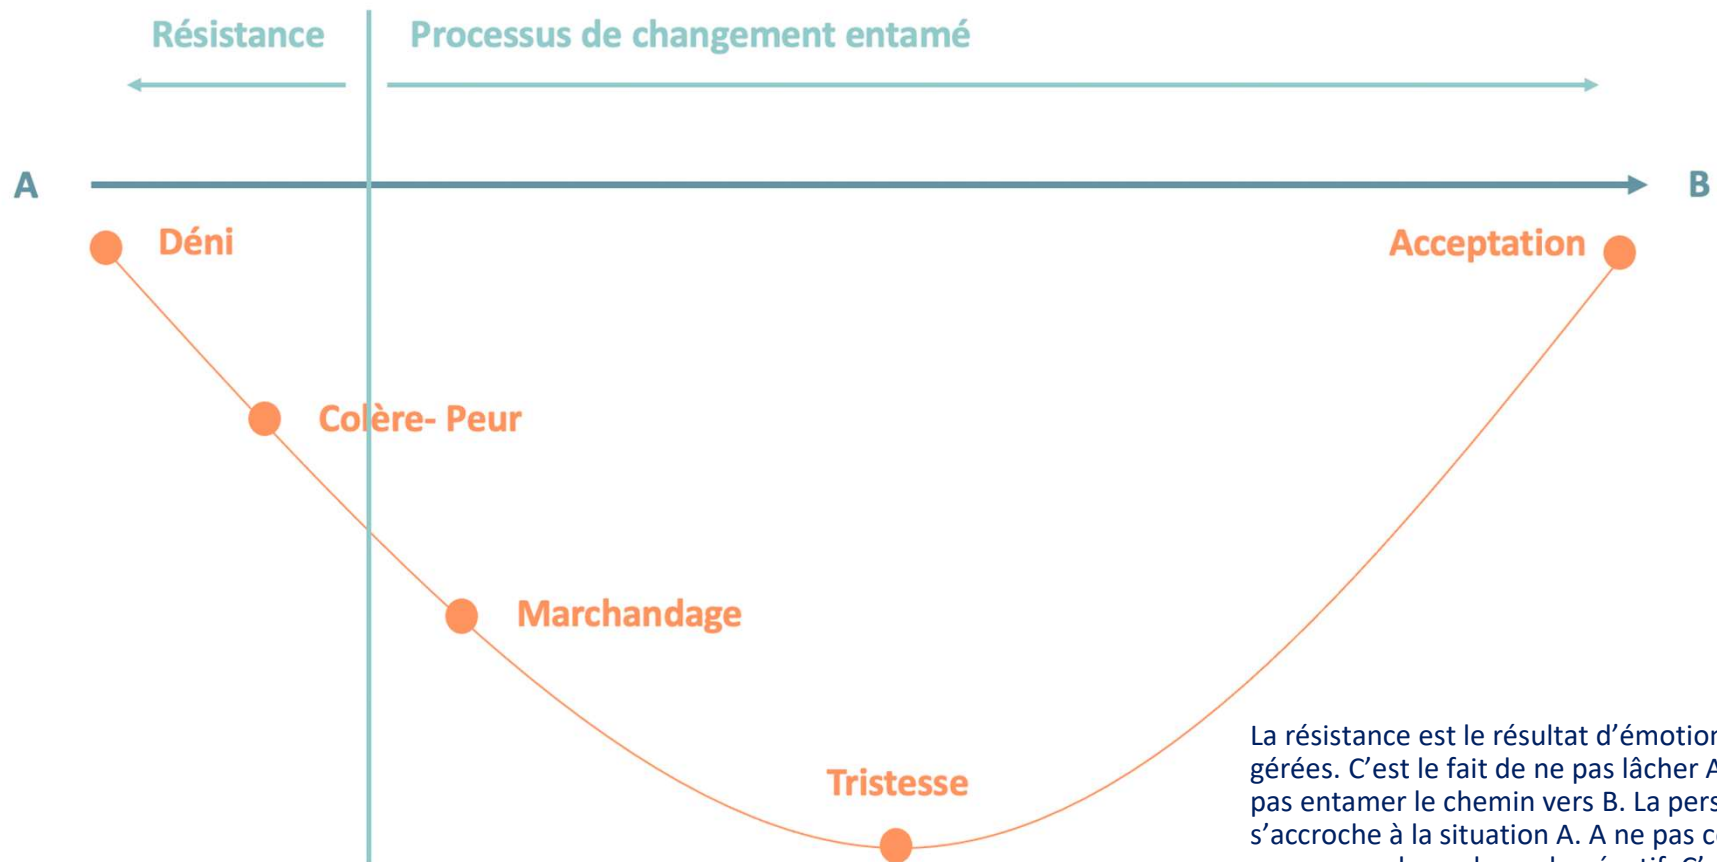 Résistance
Processus de changement entamé
A
B
Déni
Acceptation
Colère- Peur
Marchandage
Tristesse
La résistance est le résultat d’émotion
gérées. C’est le fait de ne pas lâcher A
pas entamer le chemin vers B. La pers
s’accroche à la situation A. A ne pas co